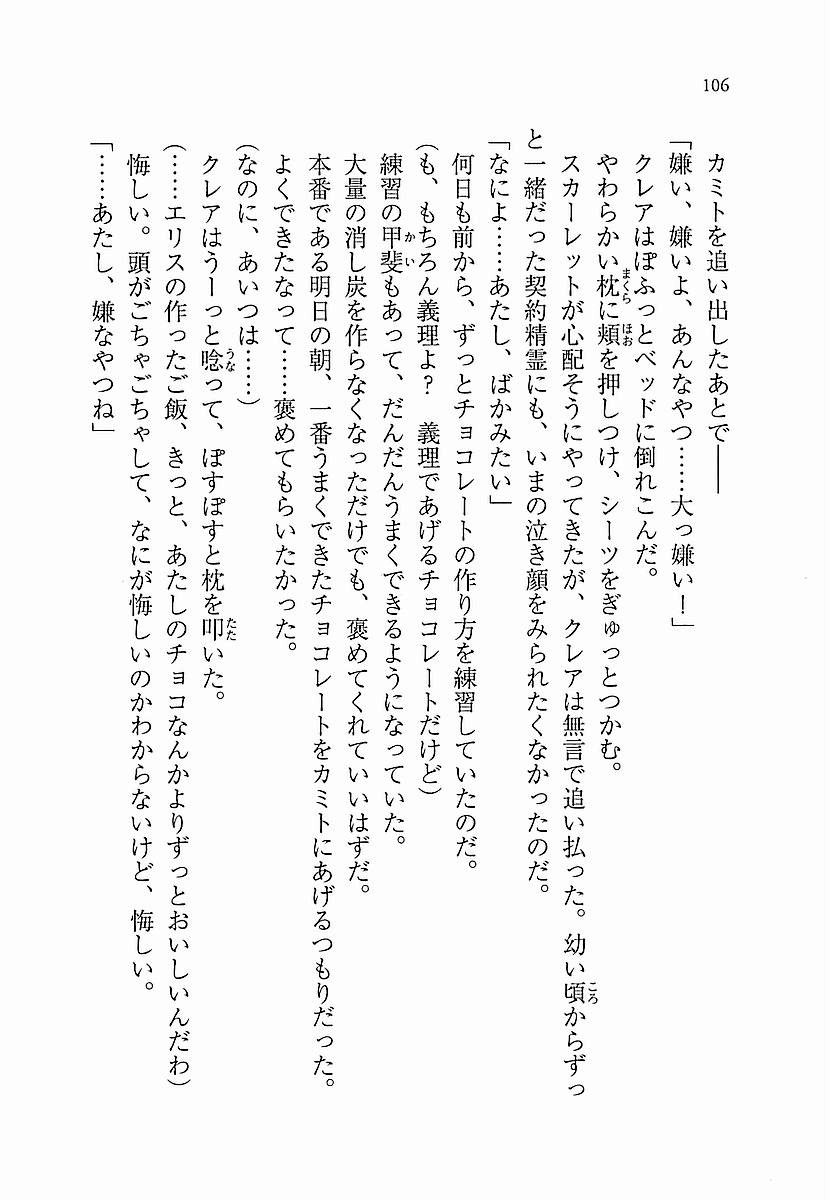 106
カミトを追い出したあとで――
「嫌い、嫌いよ、あんなやつ……大っ嫌い！」
クレアはぽふっとベッドに倒れこんだ。
やわらかい枕に頬を押しつけ、シーツをぎゅっとつかむ。
スカーレットが心配そうにやってきたが、クレアは無言で追い払った。幼い頃からずっ
と一緒だった契約精霊にも、いまの泣き顔をみられたくなかったのだ。
「なによ……あたし、ばかみたい」
何日も前から、ずっとチョコレートの作り方を練習していたのだ。
（も、もちろん義理よ？　義理であげるチョコレートだけど）
練習の甲斐もあって、だんだんうまくできるようになっていた。
大量の消し炭を作らなくなっただけでも、褒めてくれていいはずだ。
本番である明日の朝、一番うまくできたチョコレートをカミトにあげるつもりだった。
よくできたなって……褒めてもらいたかった。
（なのに、あいつは……）
クレアはうーっと唸って、ぽすぽすと枕を叩いた。
（……エリスの作ったご飯、きっと、あたしのチョコなんかよりずっとおいしいんだわ）
悔しい。頭がごちゃごちゃして、なにが悔しいのかわからないけど、悔しい。
「……あたし、嫌なやつね」